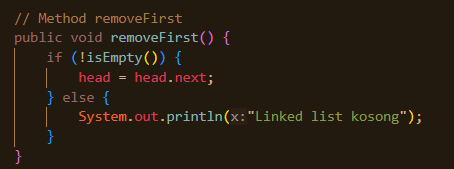 // Method removeFirst
public void removeFirst() {
if (!isEmpty()) {
head = head.next;
} else {
System.out.println(x:"Linked list kosong");
}
}